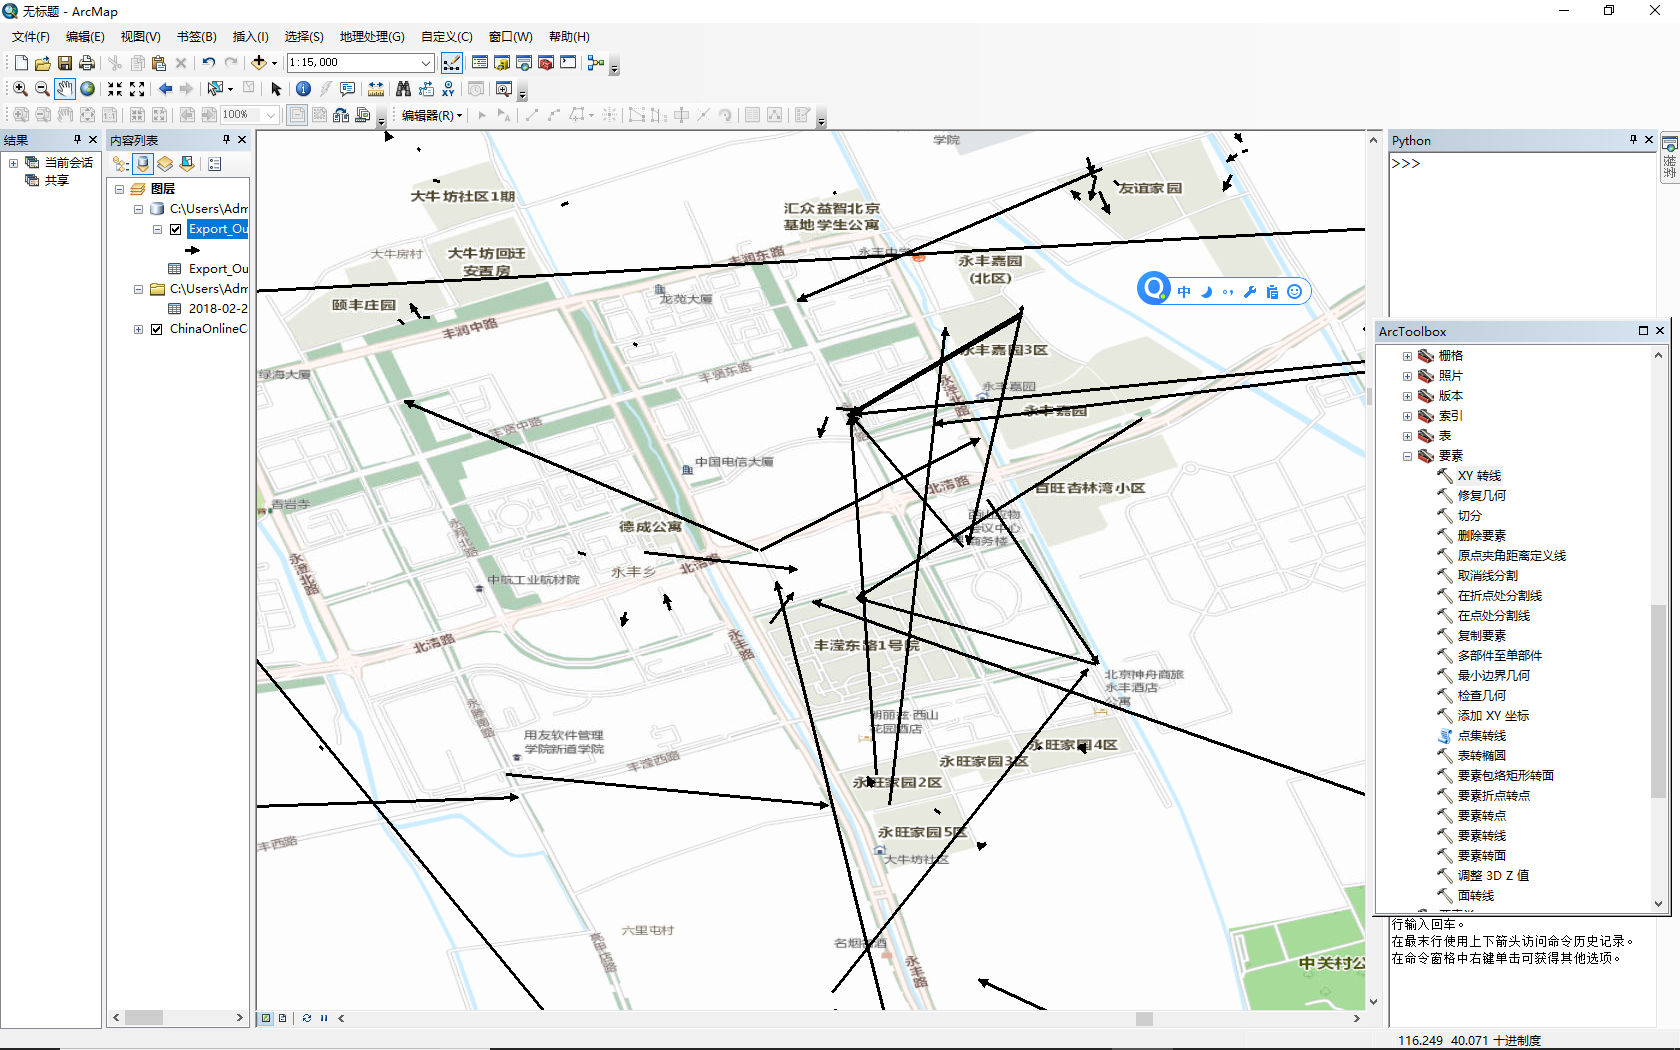 无标题 - ArcMap
文件(F) 编辑(E) 视图(V) 书签(B) 插入(I) 选择(S) 地理处理(G) 自定义(C) 窗口(W) 帮助(H)
1:15,000
100%
编辑器(R)
结果
当前会话
共享
内容列表
图层
C:\Users\Adm
Export_Ou
Export_Ou
C:\Users\Adm
2018-02-2
ChinaOnlineC
学院
大牛坊社区1期
友谊家园
汇众益智北京
基地学生公寓
大牛房村
大牛坊回迁
安置房
丰润东路
永丰中学
永丰嘉园
(北区)
龙苑大厦
颐丰庄园
丰润中路
永丰嘉园3区
绿海大厦
丰贤东路
永丰嘉园
永丰嘉园
丰贤中路
中国电信大厦
北清路
百旺杏林湾小区
香岩寺
德成公寓
商务楼
永丰乡
北清路
中航工业航材院
北清路
丰滢东路1号院
北京神舟商旅
永丰酒店
公寓
花园酒店
用友软件管理
学院新道学院
丰滢西路
永旺家园4区
永旺家园3区
永旺家园2区
永旺家园5区
大牛坊社区
丰西路
六里屯村
名烟名酒
永丰路
中关村公
中
Python
>>>
ArcToolbox
栅格
照片
版本
索引
表
要素
XY 转线
修复几何
切分
删除要素
原点夹角距离定义线
取消线分割
在折点处分割线
在点处分割线
复制要素
多部件至单部件
最小边界几何
检查几何
添加 XY 坐标
点集转线
表转椭圆
要素包络矩形转面
要素折点转点
要素转点
要素转线
要素转面
调整 3D Z 值
面转线
行输入回车。
在最末行使用上下箭头访问命令历史记录。
在命令窗格中右键单击可获得其他选项。
116.249 40.071 十进制度